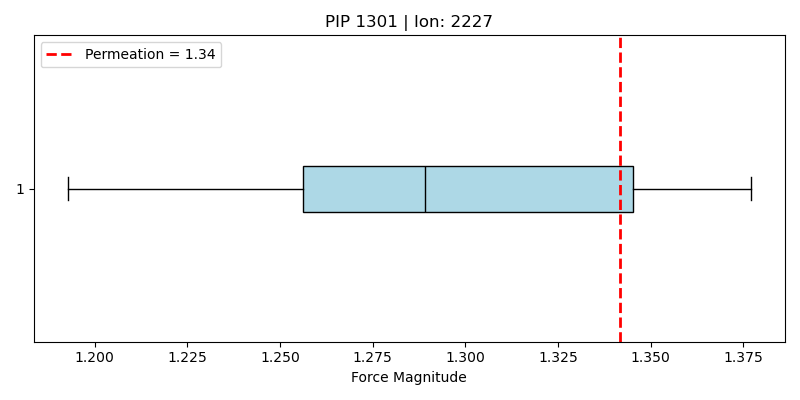 PIP 1301 | Ion: 2227
Permeation = 1.34
1
1.200 1.225 1.250 1.275 1.300 1.325 1.350 1.375
Force Magnitude